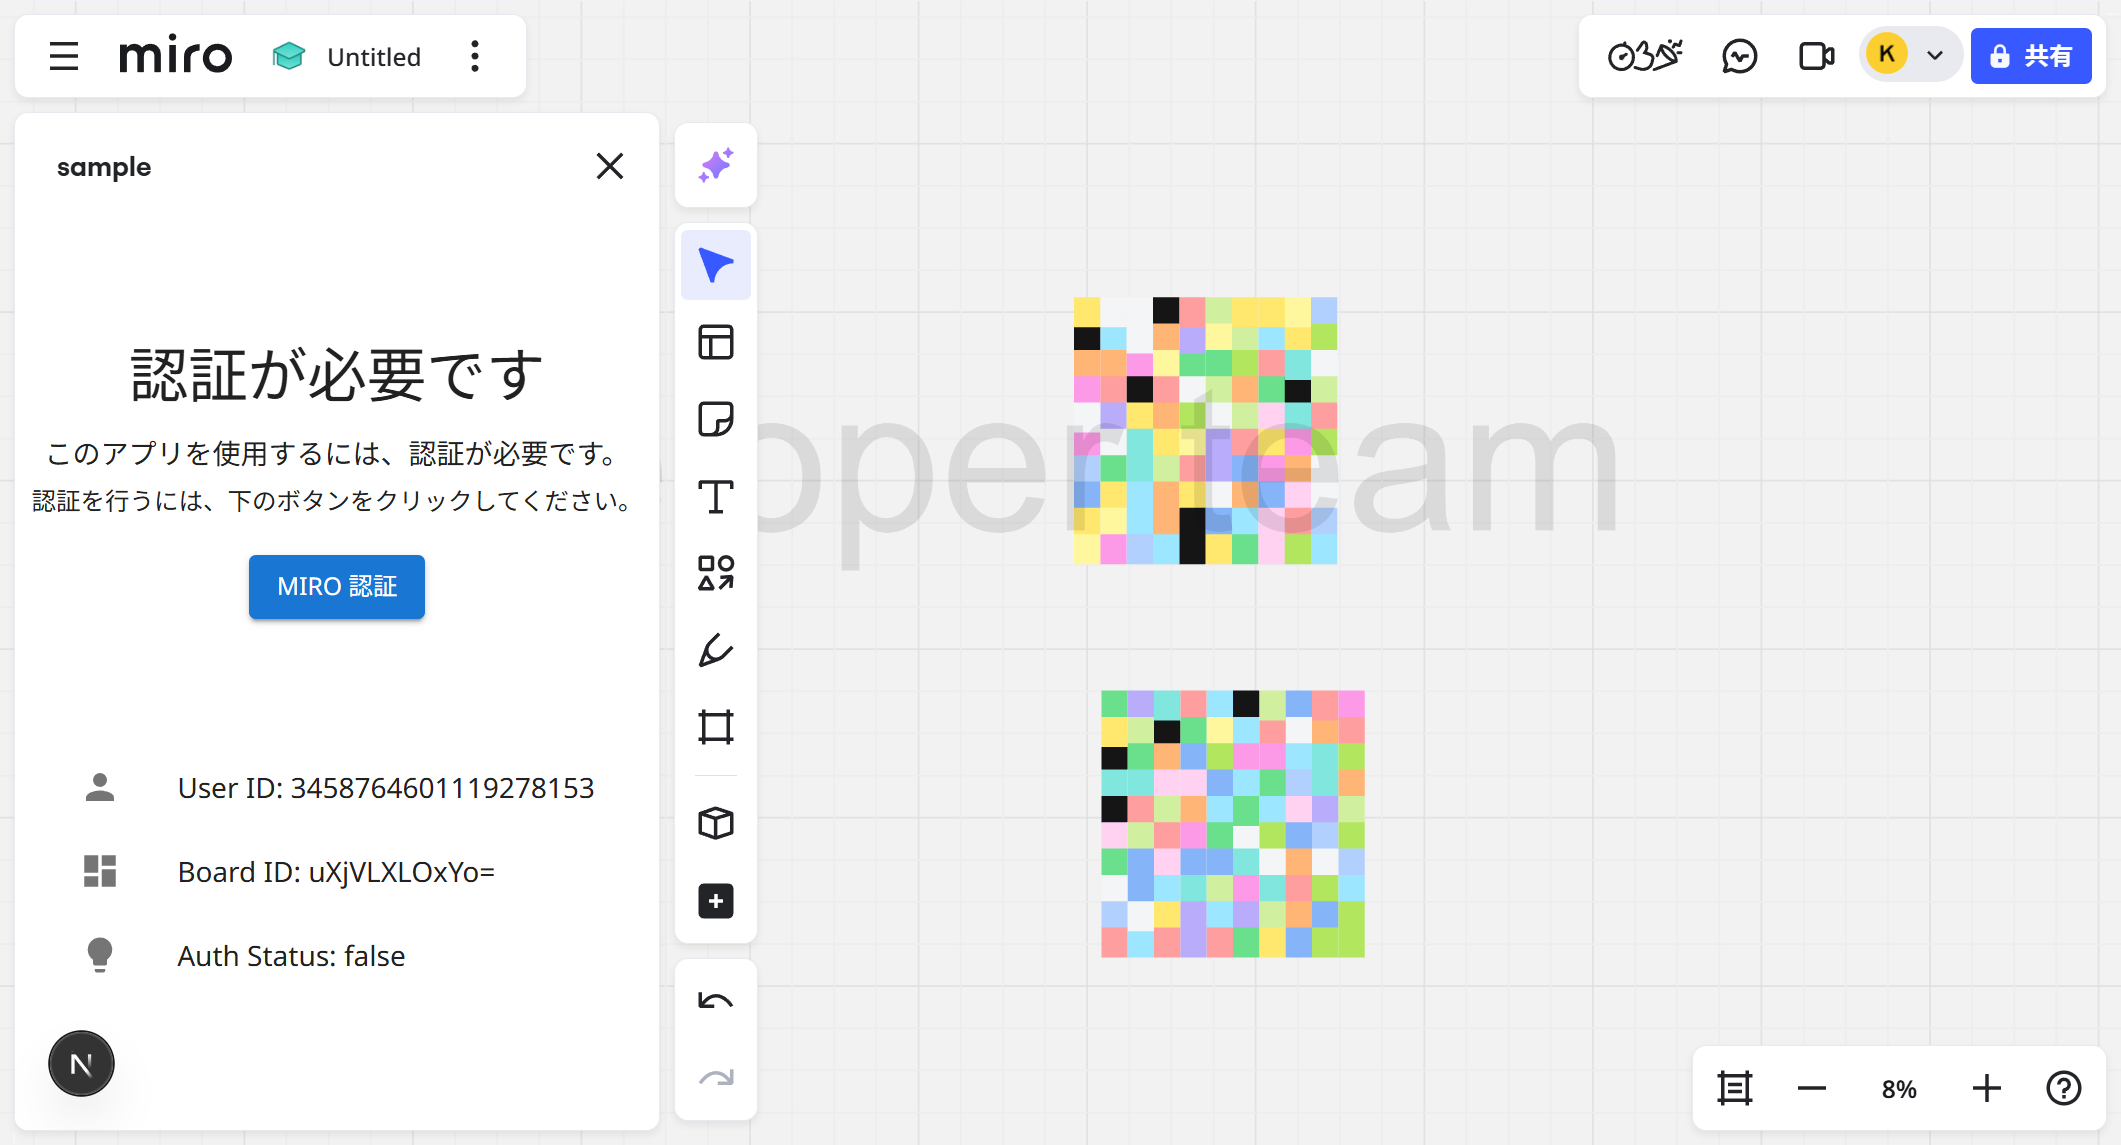 miro
Untitled
K
共有
sample
認証が必要です
このアプリを使用するには、認証が必要です。
認証を行うには、下のボタンをクリックしてください。
MIRO 認証
User ID: 3458764601119278153
Board ID: uXjVLXLOxYo=
Auth Status: false
N
oper team
8%